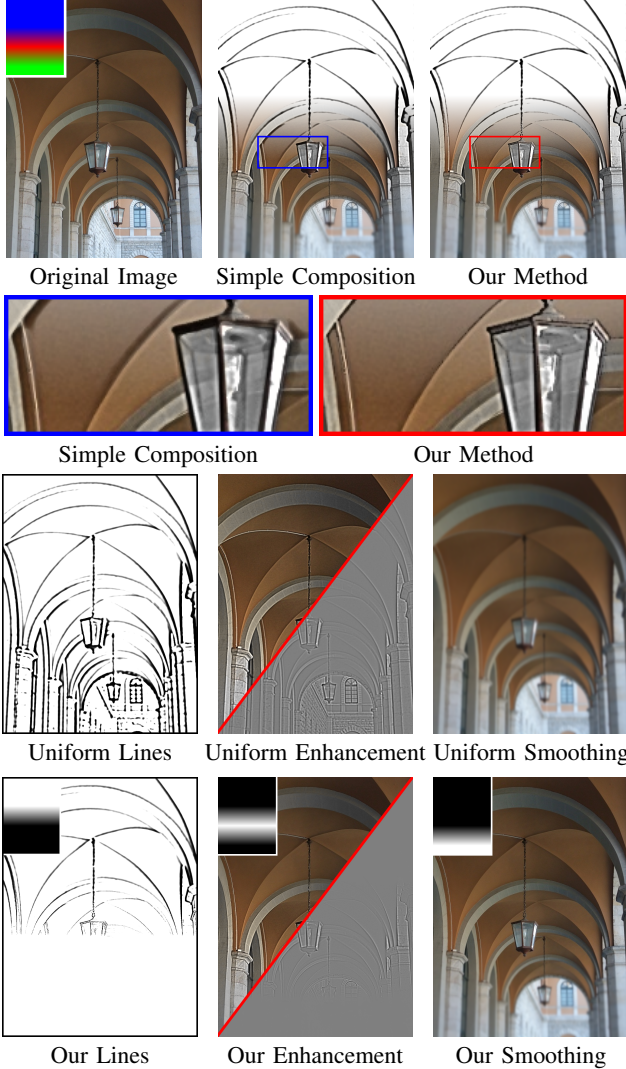 Original Image
Simple Composition
Our Method
Simple Composition
Our Method
Uniform Lines
Uniform Enhancement
Uniform Smoothing
Our Lines
Our Enhancement
Our Smoothing